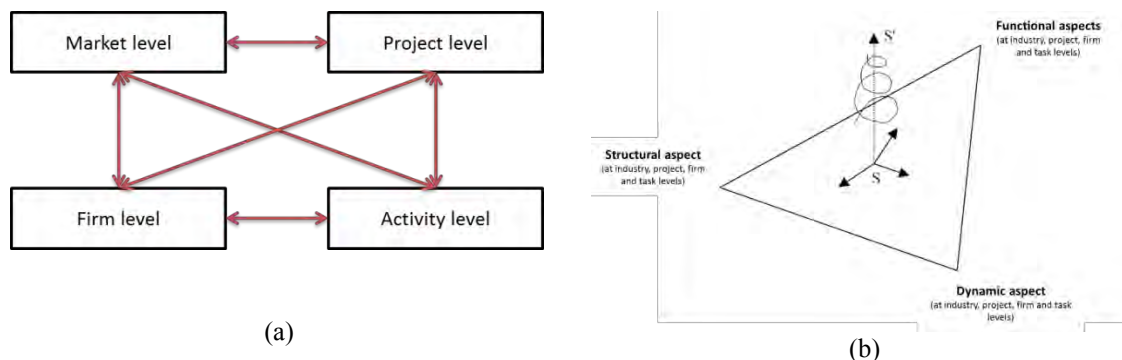 Market level
Project level
Firm level
Activity level
(a)
Functional aspects
(at industry, project, firm
and task levels)
S'
Structural aspect
(at industry, project, firm
and task levels)
S
Dynamic aspect
(at industry, project, firm and task
levels)
(b)